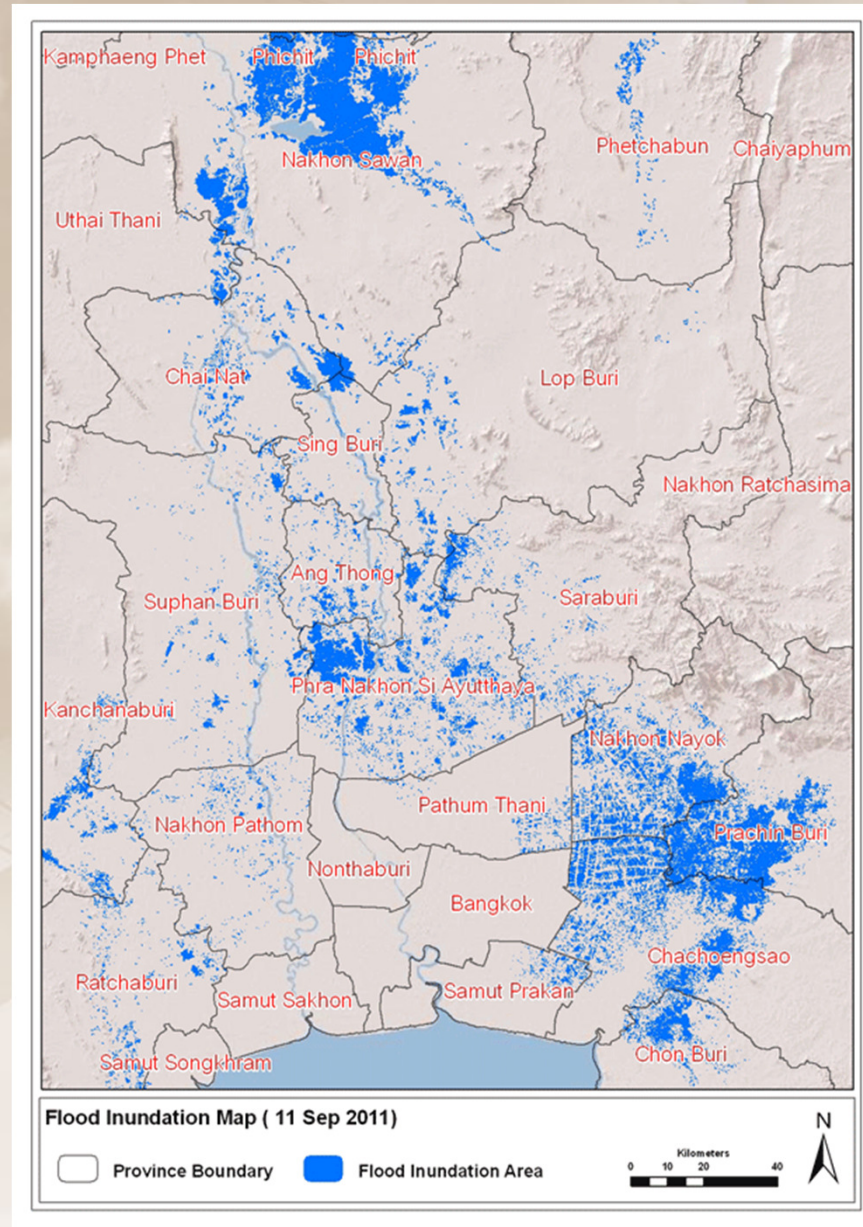 Kamphaeng Phet
Phichit
Phichit
Nakhon Sawan
Phetchabun
Chaiyaphum
Uthai Thani
Chai Nat
Lop Buri
Sing Buri
Nakhon Ratchasima
Ang Thong
Suphan Buri
Saraburi
Phra Nakhon Si Ayutthaya
Kanchanaburi
Nakhon Nayok
Pathum Thani
Nakhon Pathom
Prachin Buri
Nonthaburi
Bangkok
Chachoengsao
Ratchaburi
Samut Sakhon
Samut Prakan
Samut Songkhram
Chon Buri
Flood Inundation Map ( 11 Sep 2011)
Province Boundary
Flood Inundation Area
Kilometers
0 10 20 40
N